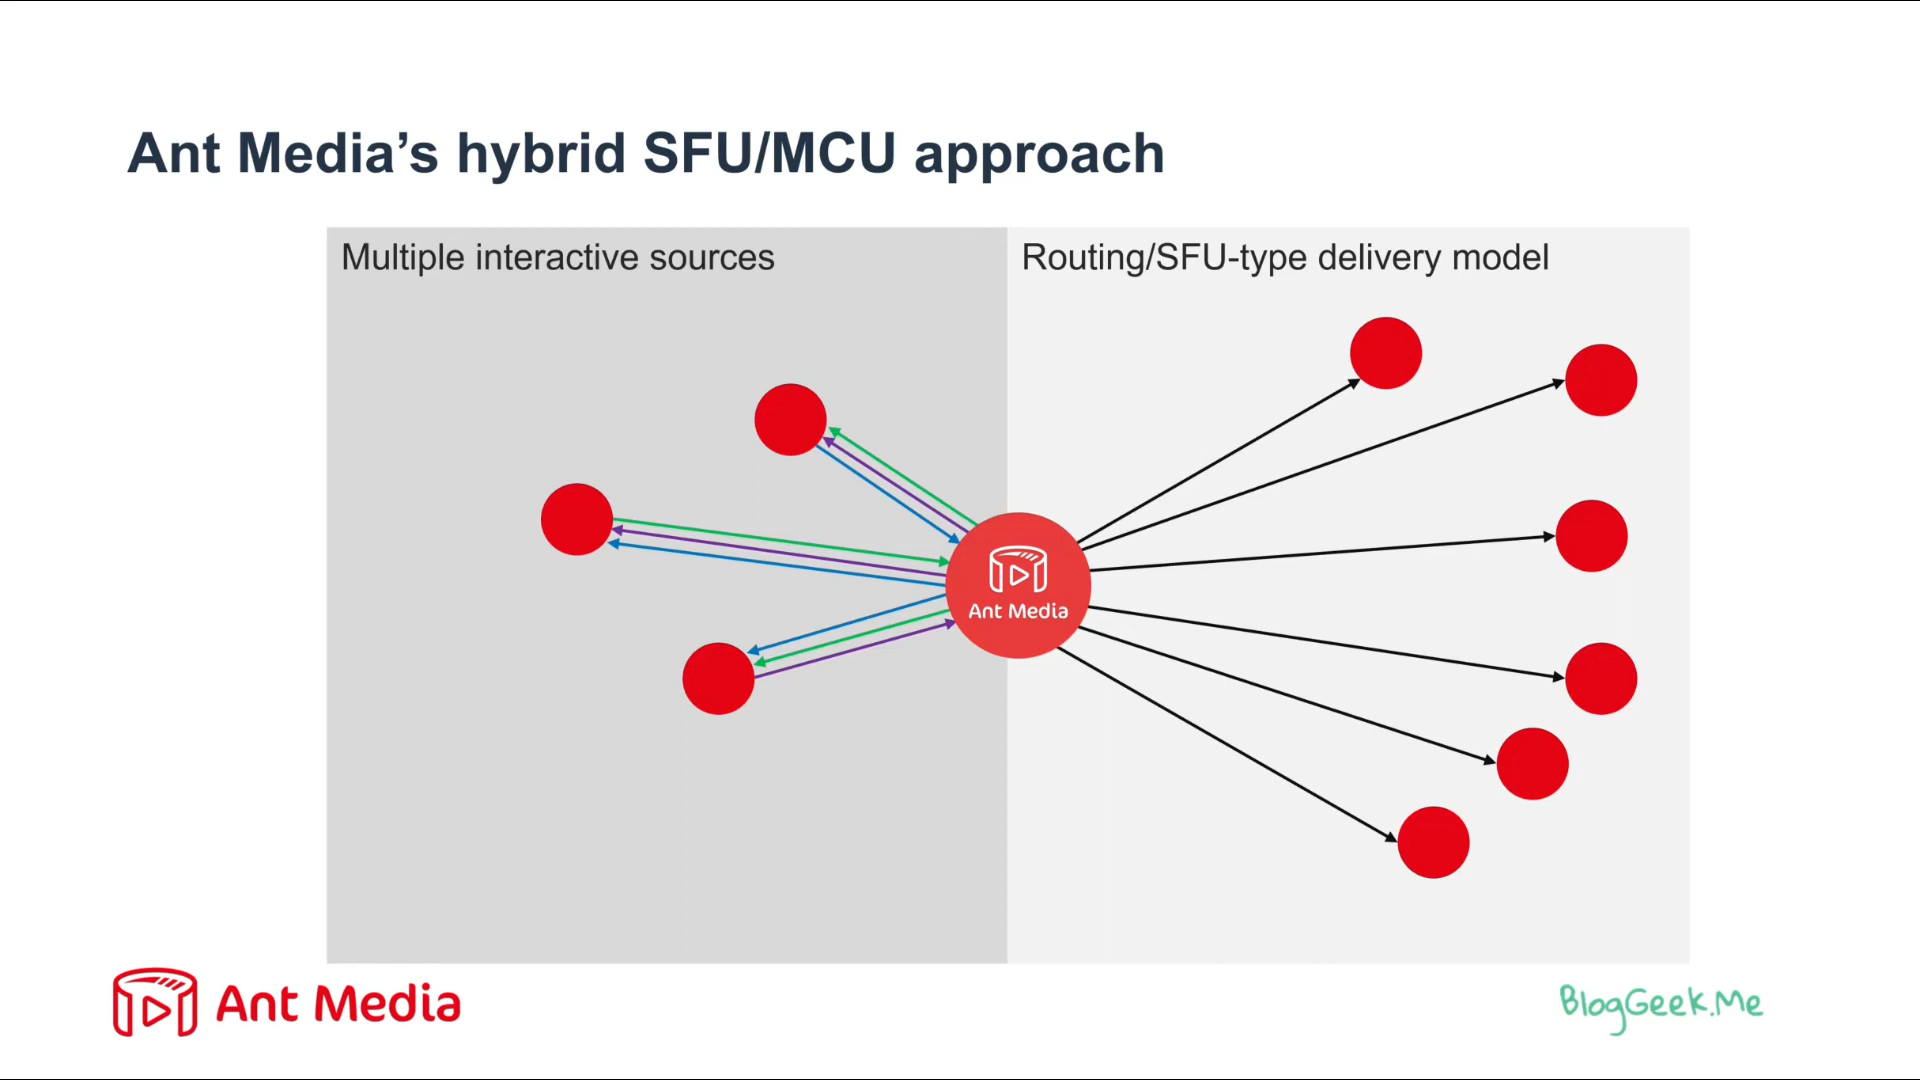 Ant Media’s hybrid SFU/MCU approach
Multiple interactive sources
Routing/SFU-type delivery model
Ant Media
Ant Media
BlogGeek.Me